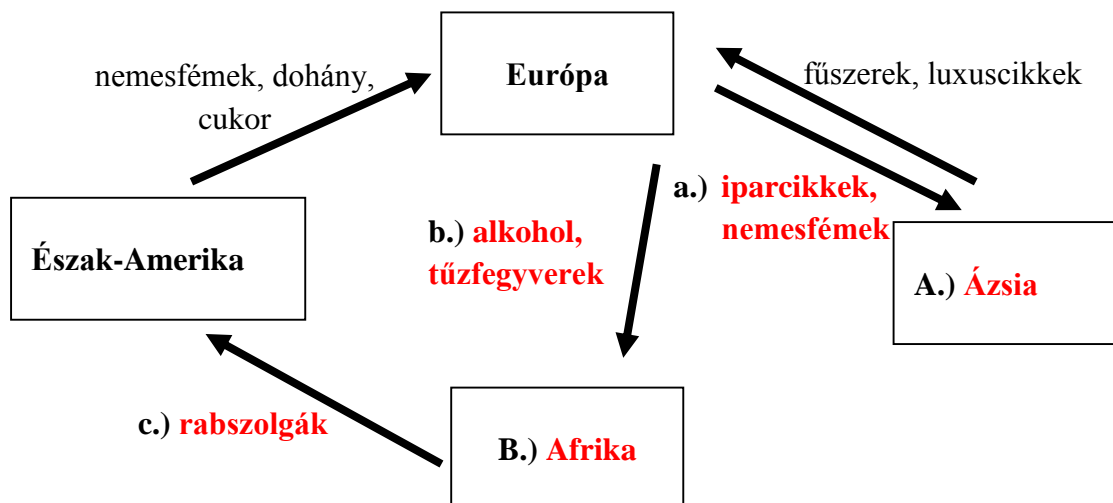 Európa
nemesfémek, dohány,
cukor
fűszerek, luxuscikkek
a.) iparcikkek,
nemesfémek
b.) alkohol,
tűzfegyverek
Észak-Amerika
A.) Ázsia
c.) rabszolgák
B.) Afrika